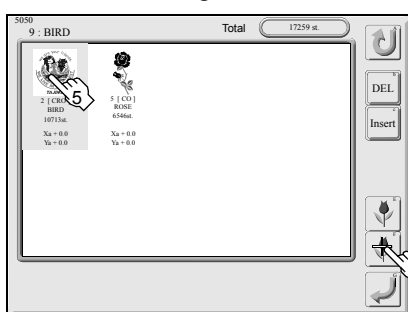 5050
9 : BIRD
Total
17259 st.
DEL
Insert
5
2 [ CRO
BIRD
10713st.
Xa + 0.0
Ya + 0.0
5 [ CO ]
ROSE
6546st.
Xa + 0.0
Ya + 0.0